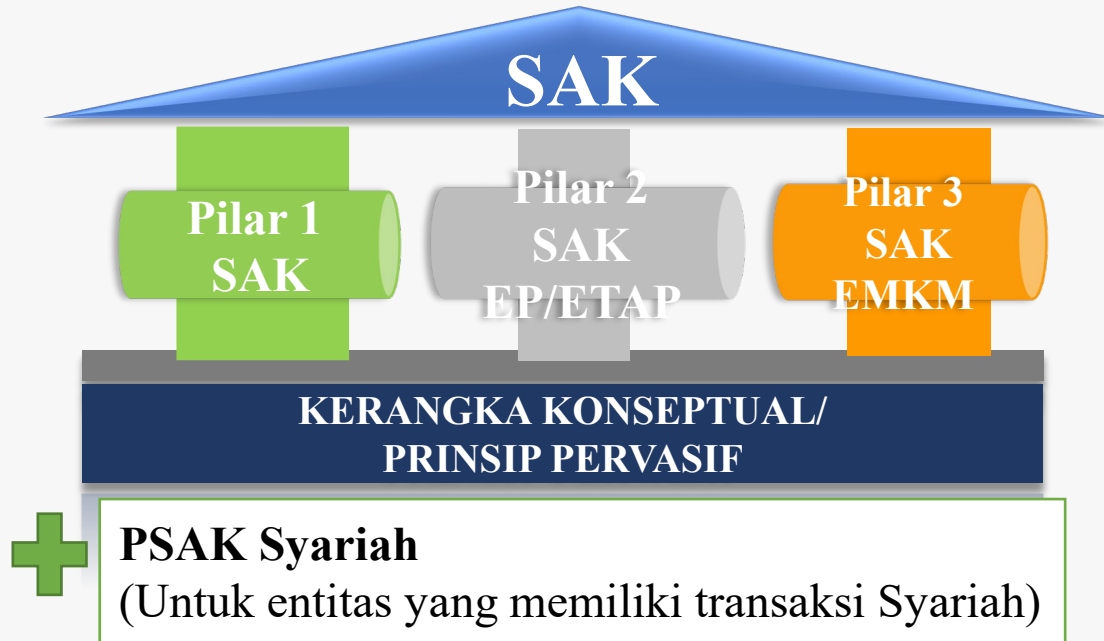 SAK
Pilar 1
SAK
Pilar 2
SAK
EP/ETAP
Pilar 3
SAK
EMKM
KERANGKA KONSEPTUAL/
PRINSIP PERVASIF
PSAK Syariah
(Untuk entitas yang memiliki transaksi Syariah)